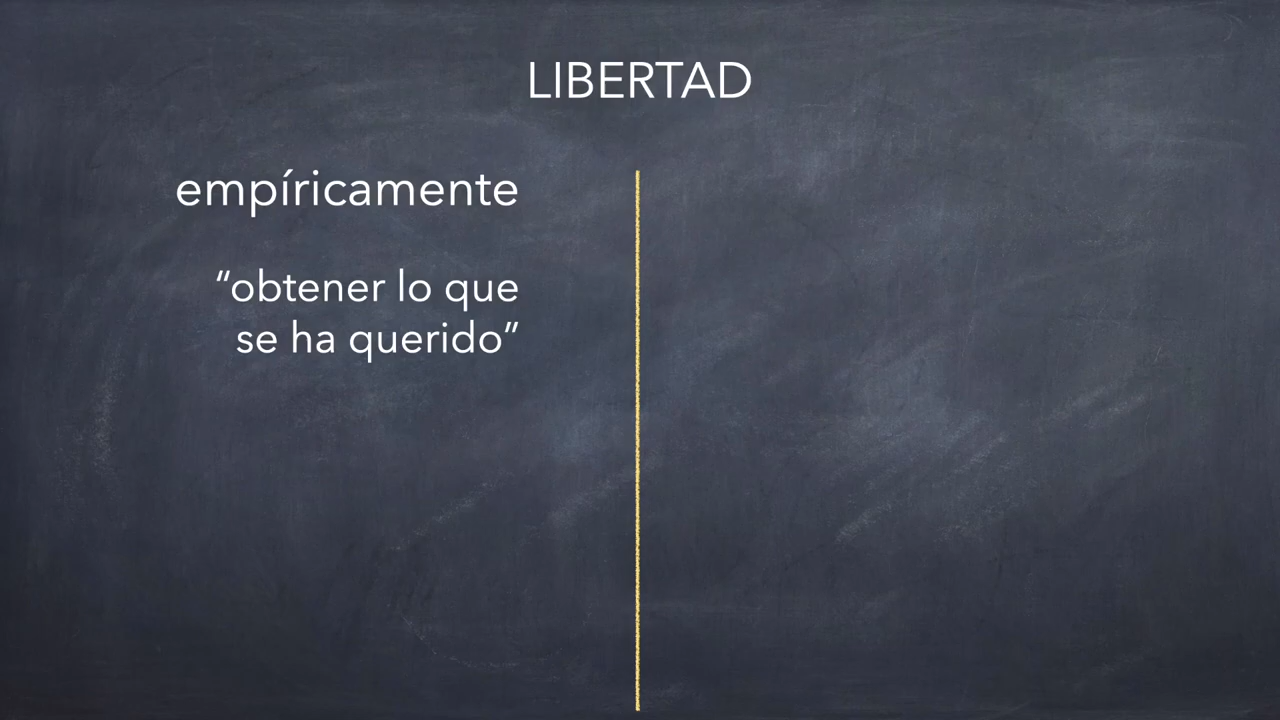 LIBERTAD
empíricamente
“obtener lo que
se ha querido”